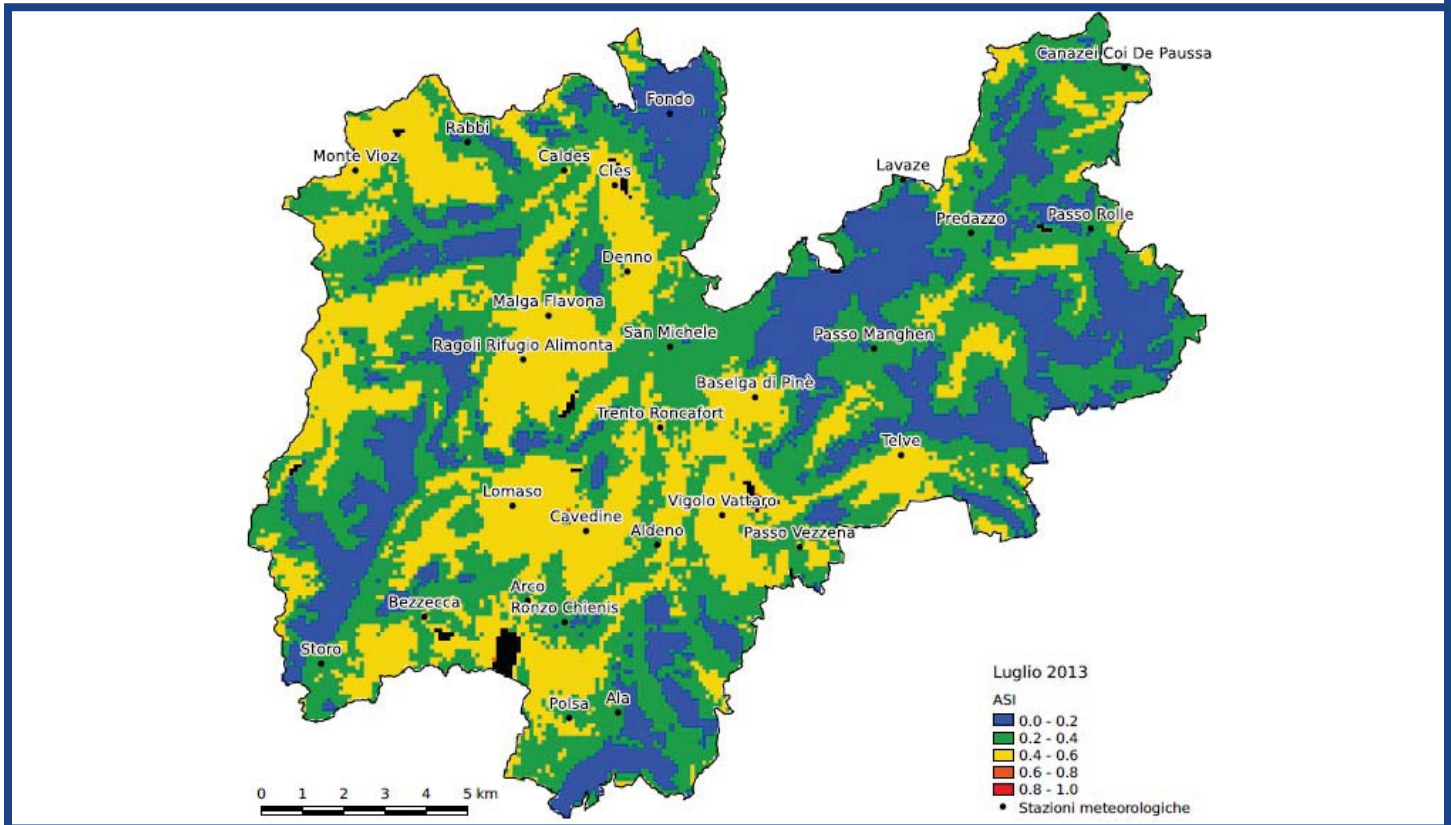 Canazei Coi De Paussa
Fondo
Rabbi
Monte Vioz
Caldes
Cles
Lavaze
Predazzo
Passo Rolle
Denno
Malga Flavona
San Michele
Passo Manghen
Ragoli Rifugio Alimonta
Baselga di Pinè
Trento Roncafort
Telve
Lomaso
Vigolo Vattaro
Cavedine
Aldeno
Passo Vezzena
Arco
Bezzecca
Ronzo Chienis
Storo
Polsa
Ala
Luglio 2013
ASI
0.0 - 0.2
0.2 - 0.4
0.4 - 0.6
0.6 - 0.8
0.8 - 1.0
Stazioni meteorologiche
0 1 2 3 4 5 km